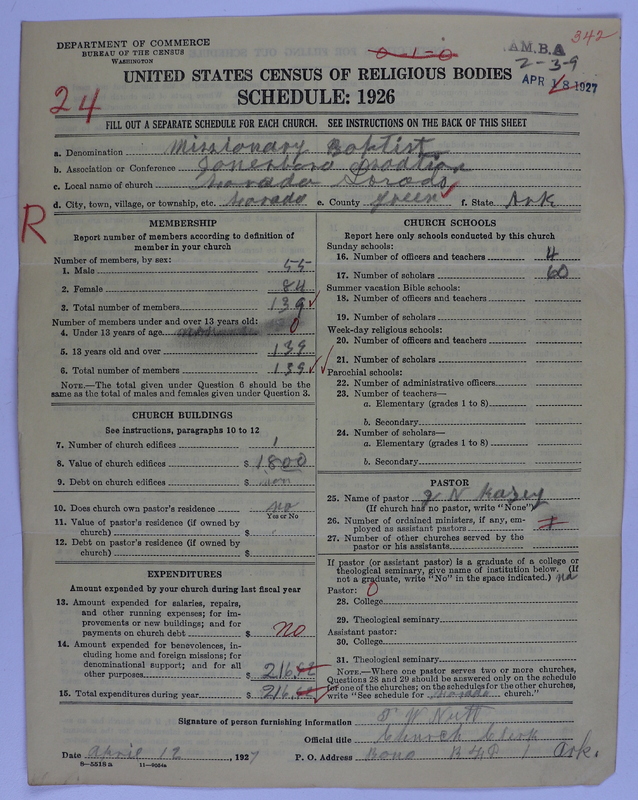 342
DEPARTMENT OF COMMERCE
BUREAU OF THE CENSUS
WASHINGTON
0-1-0
AM.B.A
2-3-9
APR 18 1927
UNITED STATES CENSUS OF RELIGIOUS BODIES
SCHEDULE: 1926
24
FILL OUT A SEPARATE SCHEDULE FOR EACH CHURCH. SEE INSTRUCTIONS ON THE BACK OF THIS SHEET
a. Denomination Missionary Baptist
b. Association or Conference
c. Local name of church
d. City, town, village, or township, etc. e. County Green f. State Ark
R
MEMBERSHIP
Report number of members according to definition of
member in your church
Number of members, by sex:
1. Male 55
2. Female 84
3. Total number of members 139
Number of members under and over 13 years old:
4. Under 13 years of age 0
5. 13 years old and over 139
6. Total number of members 139
NOTE.—The total given under Question 6 should be
same as the total of males and females given under Question 3.
CHURCH BUILDINGS
See instructions, paragraphs 10 to 12
7. Number of church edifices 1
8. Value of church edifices $ 1800
9. Debt on church edifices $
10. Does church own pastor's residence no
Yes or No
11. Value of pastor's residence (if owned by
church) $
12. Debt on pastor's residence (if owned by
church) $
EXPENDITURES
Amount expended by your church during last fiscal year
13. Amount expended for salaries, repairs,
and other running expenses; for im-
provements or new buildings; and for
payments on church debt $ no
14. Amount expended for benevolences, in-
cluding home and foreign missions; for
denominational support; and for all
other purposes $ 216.
15. Total expenditures during year $ 216.
CHURCH SCHOOLS
Report here only schools conducted by this church
Sunday schools:
16. Number of officers and teachers 4
17. Number of scholars 60
Summer vacation Bible schools:
18. Number of officers and teachers
19. Number of scholars
Week-day religious schools:
20. Number of officers and teachers
21. Number of scholars
Parochial schools:
22. Number of administrative officers
23. Number of teachers—
a. Elementary (grades 1 to 8)
b. Secondary
24. Number of scholars—
a. Elementary (grades 1 to 8)
b. Secondary
PASTOR
25. Name of pastor J N
(If church has no pastor, write "None")
26. Number of ordained ministers, if any, em-
ployed as assistant pastors
27. Number of other churches served by the
pastor or his assistants
If pastor (or assistant pastor) is a graduate of a college or
theological seminary, give name of institution below. (If
not a graduate, write "No" in the space indicated.) no
Pastor: 0
28. College
29. Theological seminary
Assistant pastor:
30. College
31. Theological seminary
NOTE.—Where one pastor serves two or more churches,
Questions 28 and 29 should be answered only on the schedule
for one of the churches; on the schedules for the other churches,
write "See schedule for church."
Signature of person furnishing information W Nutt
Official title Church Clerk
Date April 12, 1927 P. O. Address Bono 1 Ark.
8—5518a 11—9054a